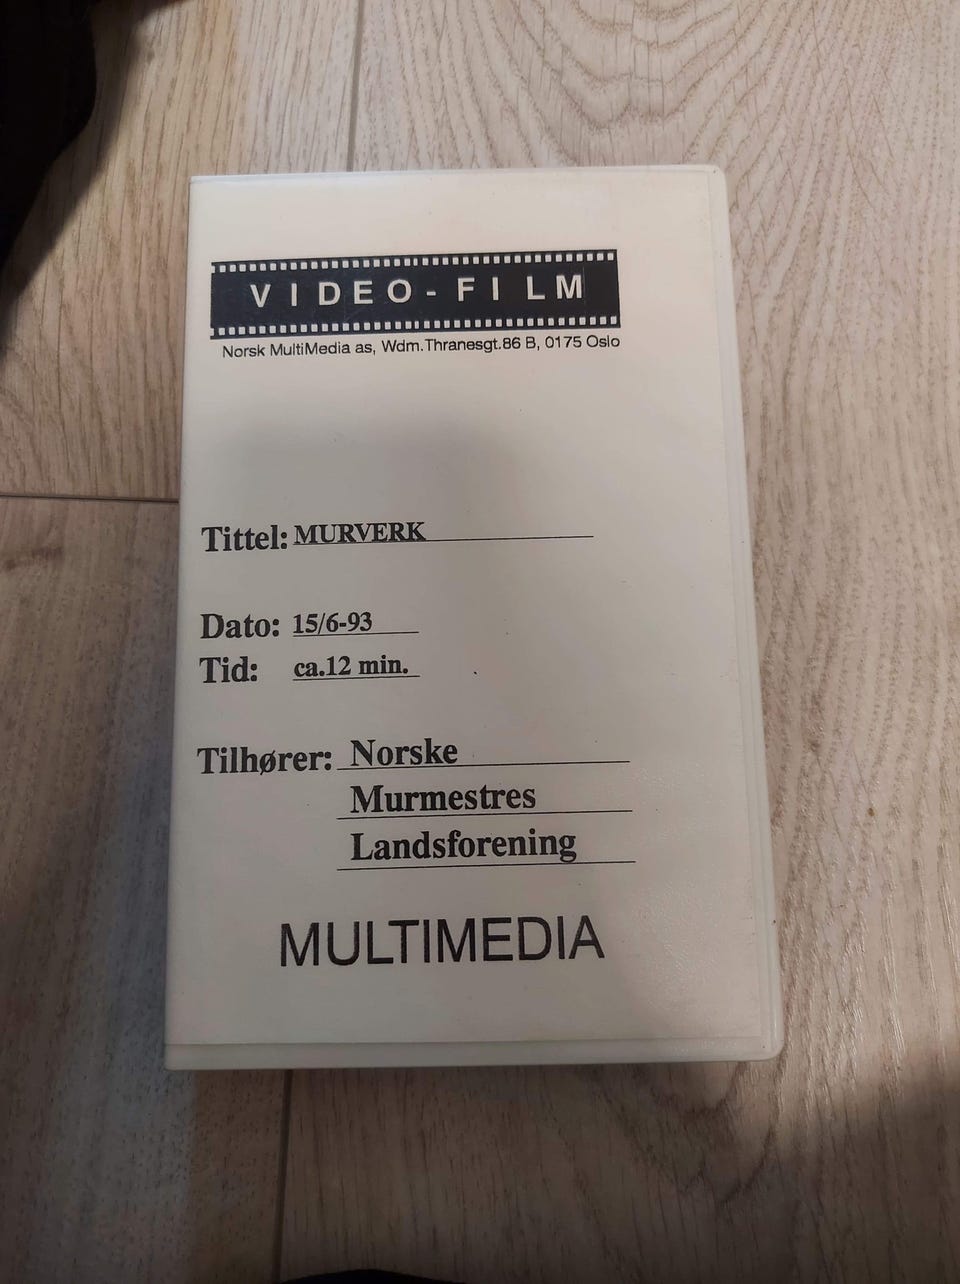 VIDEO-FILM
Norsk MultiMedia as, Wdm.Thranesgt.86 B, 0175 Oslo
Tittel: MURVERK
Dato: 15/6-93
Tid: ca.12 min.
Tilhører: Norske
Murmestres
Landsforening
MULTIMEDIA